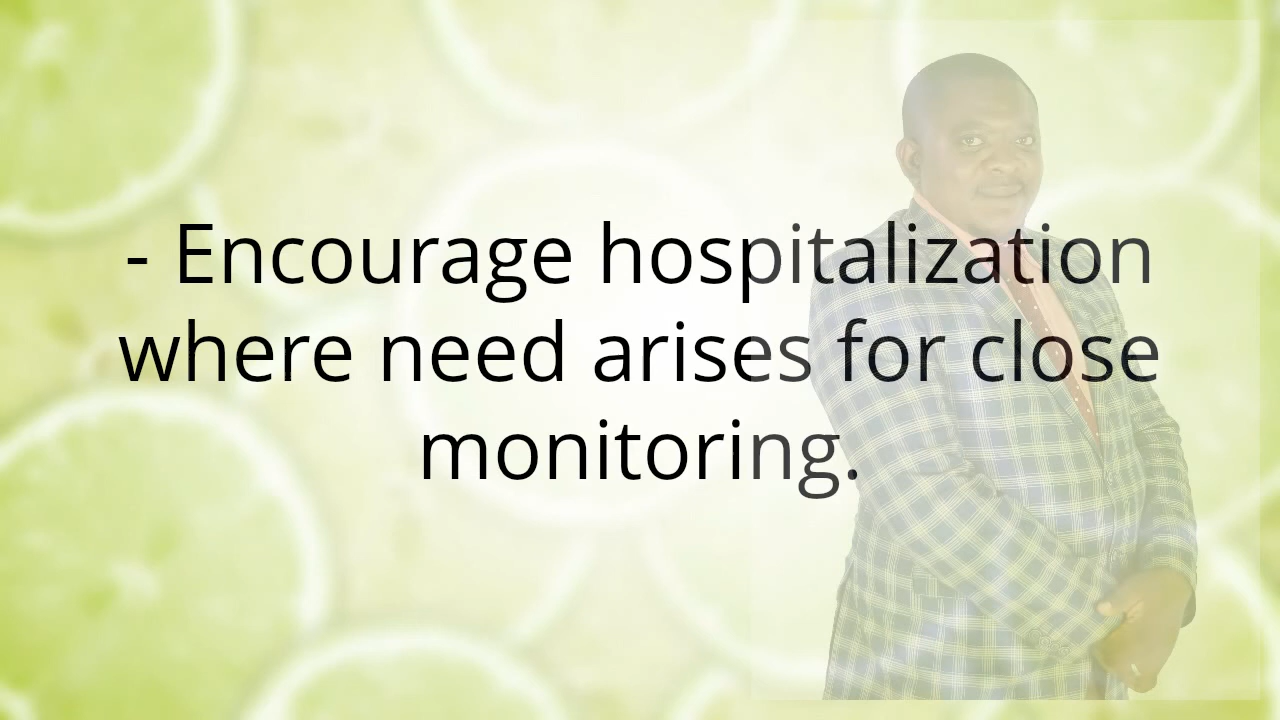 - Encourage hospitalization
where need arises for close
monitoring.